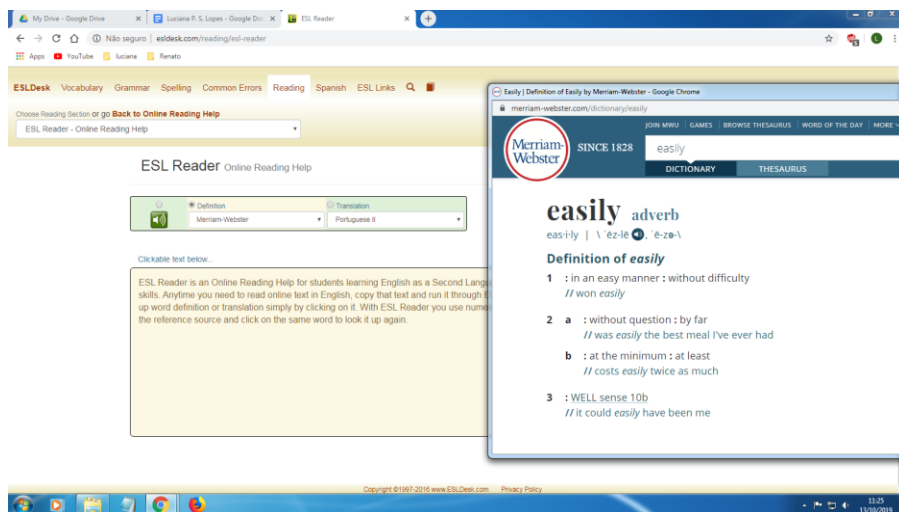 My Drive - Google Drive
Luciana P. S. Lopes - Google Do
ESL Reader
Não seguro | esldesk.com/reading/esl-reader
Apps YouTube luciana Renato
ESLDesk Vocabulary Grammar Spelling Common Errors Reading Spanish ESL Links
Choose Reading Section or go Back to Online Reading Help
ESL Reader - Online Reading Help
ESL Reader Online Reading Help
Definition Translation
Merriam-Webster Portuguese II
Clickable text below...
ESL Reader is an Online Reading Help for students learning English as a Second Langu
skills. Anytime you need to read online text in English, copy that text and run it through E
up word definition or translation simply by clicking on it. With ESL Reader you use nume
the reference source and click on the same word to look it up again.
Easily | Definition of Easily by Merriam-Webster - Google Chrome
merriam-webster.com/dictionary/easily
JOIN MWU GAMES BROWSE THESAURUS WORD OF THE DAY MORE
Merriam-
Webster
SINCE 1828
easily
DICTIONARY THESAURUS
easily adverb
eas·i·ly | \ ˈēz-lē , ˈē-zə-\
Definition of easily
1 : in an easy manner : without difficulty
// won easily
2 a : without question : by far
// was easily the best meal I've ever had
b : at the minimum : at least
// costs easily twice as much
3 : WELL sense 10b
// it could easily have been me
Copyright ©1997-2016 www.ESLDesk.com Privacy Policy
11:25
13/10/2019